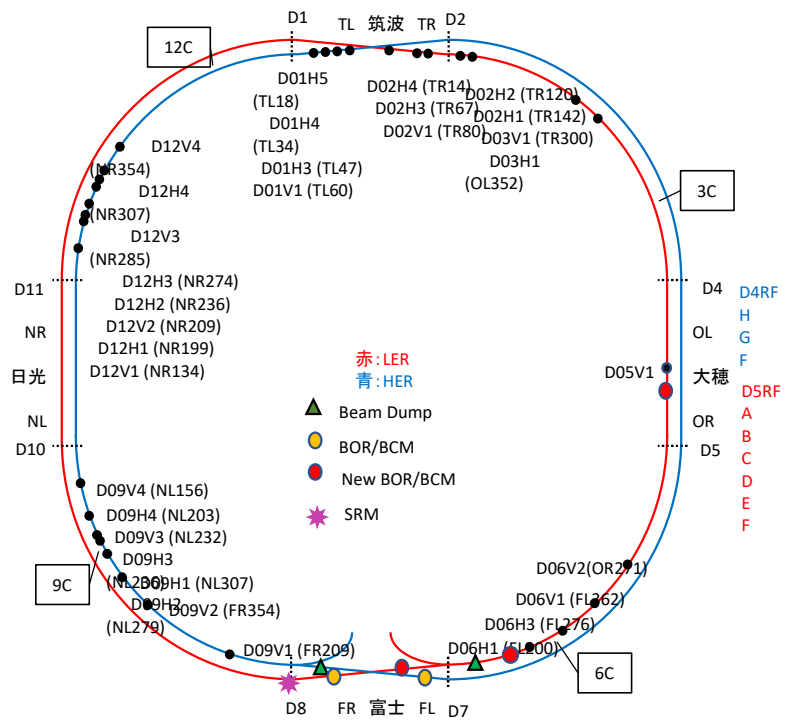 D1
TL
筑波
TR
D2
12C
D01H5
(TL18)
D01H4
(TL34)
D01H3 (TL47)
D01V1 (TL60)
D02H4 (TR14)
D02H3 (TR67)
D02V1 (TR80)
D02H2 (TR120)
D02H1 (TR142)
D03V1 (TR300)
D03H1
(OL352)
3C
D12V4
(NR354)
D12H4
(NR307)
D12V3
(NR285)
D12H3 (NR274)
D12H2 (NR236)
D12V2 (NR209)
D12H1 (NR199)
D12V1 (NR134)
D11
NR
日光
NL
D10
D4
OL
大穂
OR
D5
D4RF
H
G
F
D5RF
A
B
C
D
E
F
D05V1
赤:LER
青:HER
Beam Dump
BOR/BCM
New BOR/BCM
SRM
D09V4 (NL156)
D09H4 (NL203)
D09V3 (NL232)
D09H3
D09H1 (NL307)
D09H2
(NL279)
D09V2 (FR354)
D09V1 (FR209)
9C
D06V2(OR271)
D06V1 (FL362)
D06H3 (FL276)
D06H1 (FL200)
6C
D8
FR
富士
FL
D7